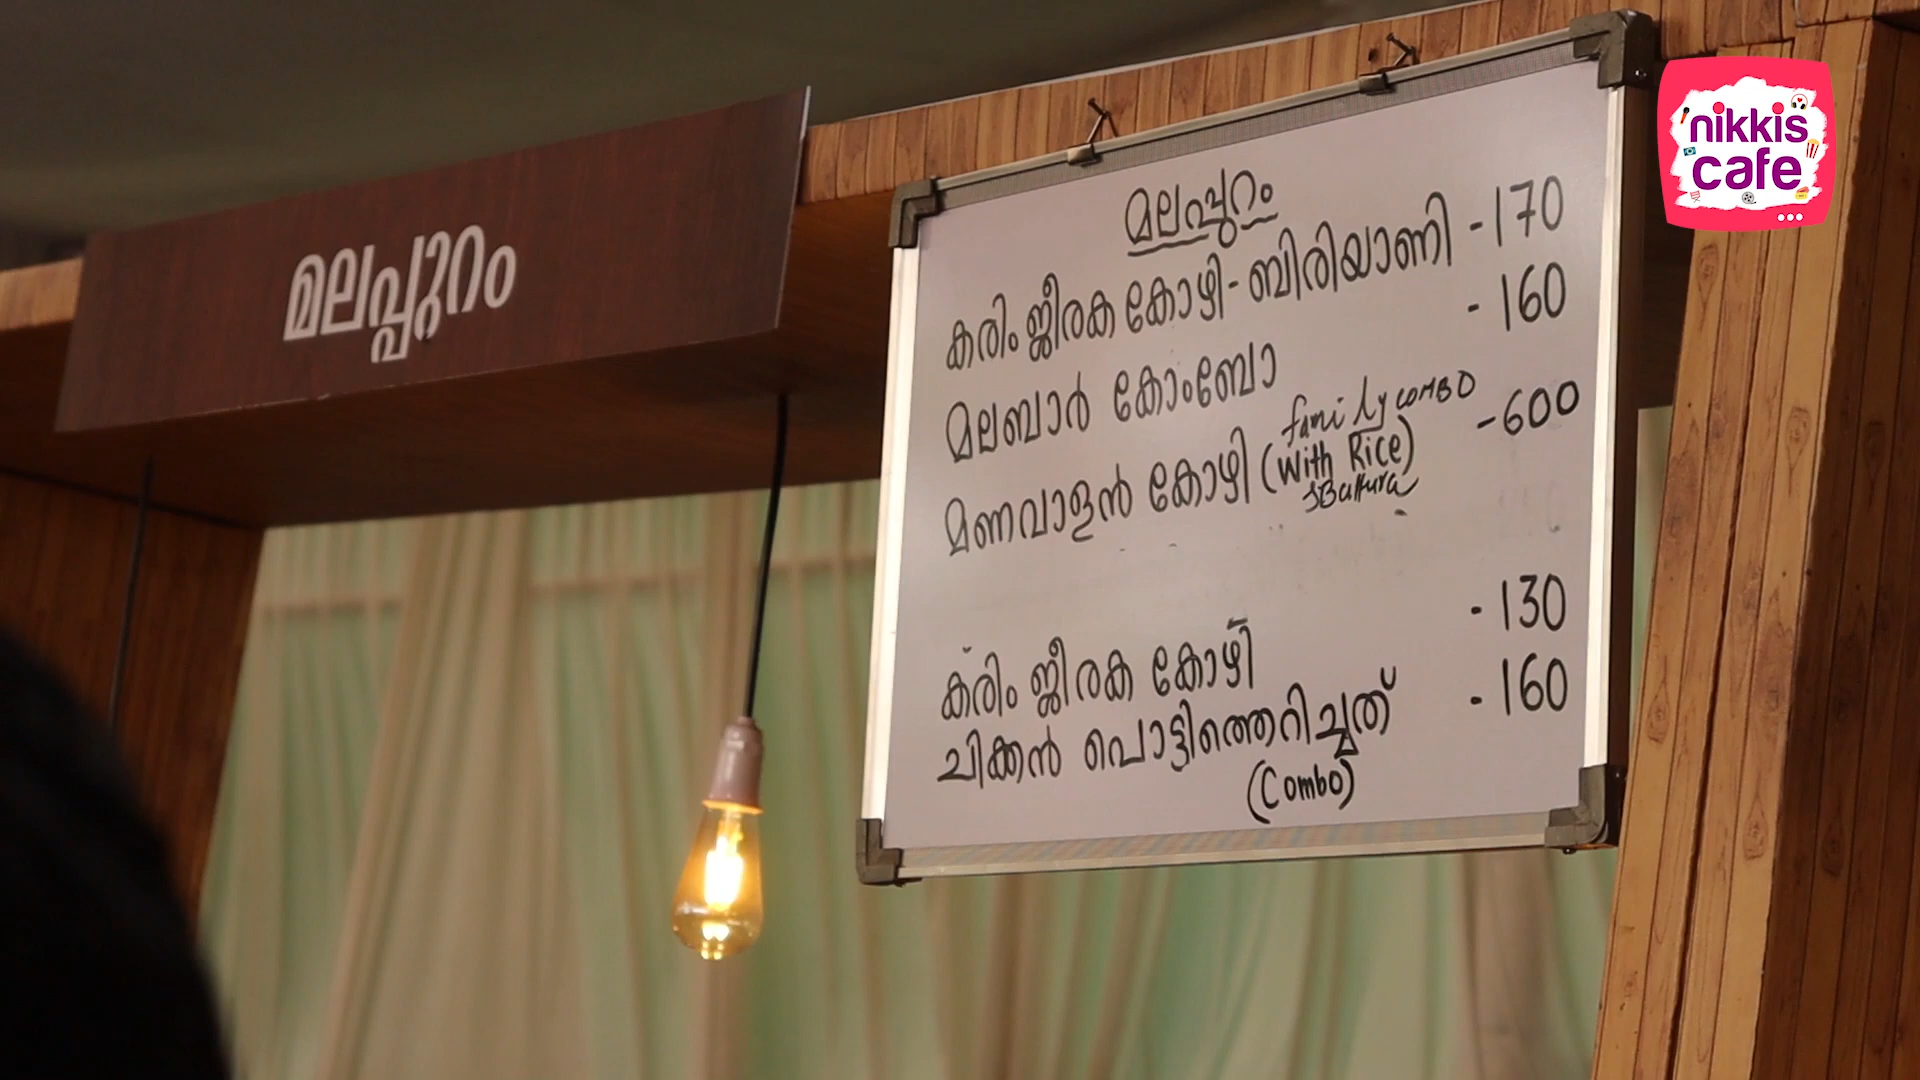 മലപ്പുറം
മലപ്പുറം
കരിംജീരക കോഴി - ബിരിയാണി - 170
മലബാർ കോംബോ - 160
മണവാളൻ കോഴി (with Rice) - 600
family COMBO
കരിം ജീരക കോഴി - 130
ചിക്കൻ പൊട്ടിത്തെറിച്ചത് - 160
(Combo)
nikkis
cafe